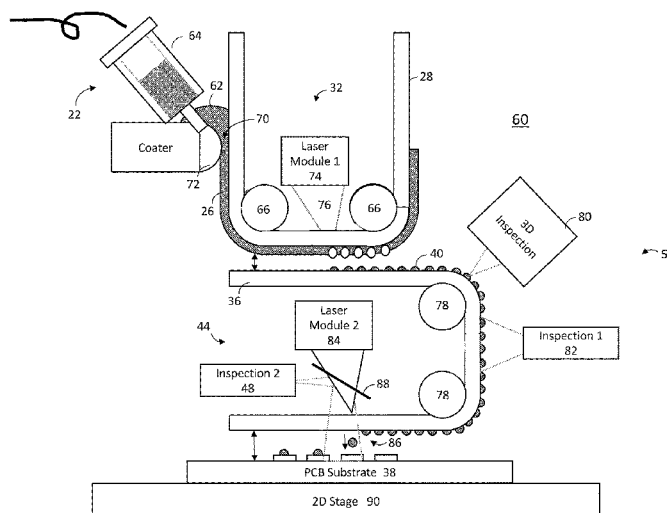 64
22
62
32
28
60
70
Coater
Laser
Module 1
74
72
26
76
66
66
3D
Inspection
80
40
S
36
78
Laser
Module 2
84
44
Inspection 1
82
Inspection 2
48
88
78
86
PCB Substrate 38
2D Stage 90